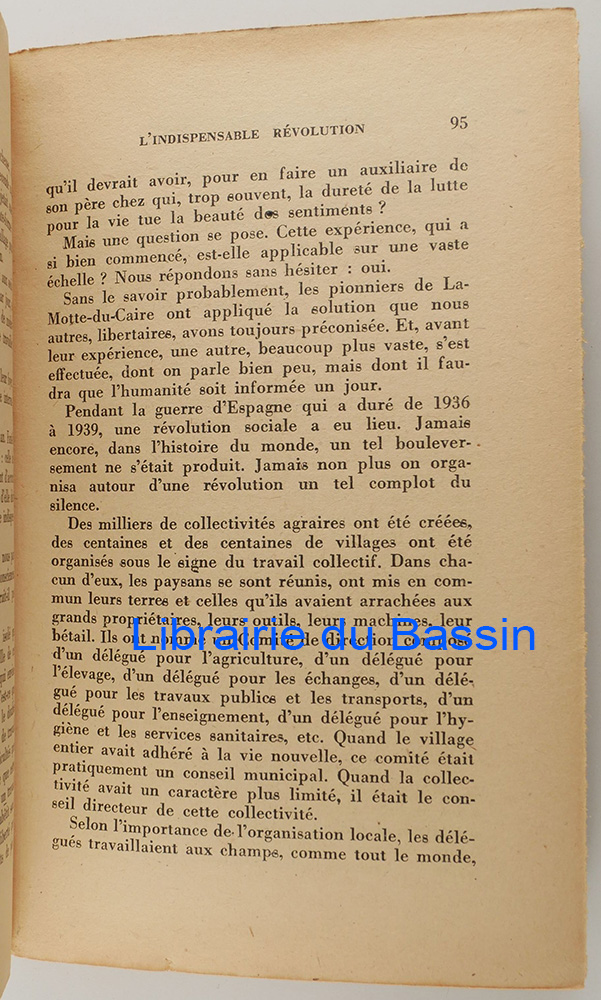 L'INDISPENSABLE RÉVOLUTION 95
qu'il devrait avoir, pour en faire un auxiliaire de
son père chez qui, trop souvent, la dureté de la lutte
pour la vie tue la beauté des sentiments ?
Mais une question se pose. Cette expérience, qui a
si bien commencé, est-elle applicable sur une vaste
échelle ? Nous répondons sans hésiter : oui.
Sans le savoir probablement, les pionniers de La-
Motte-du-Caire ont appliqué la solution que nous
autres, libertaires, avons toujours préconisée. Et, avant
leur expérience, une autre, beaucoup plus vaste, s'est
effectuée, dont on parle bien peu, mais dont il fau-
dra que l'humanité soit informée un jour.
Pendant la guerre d'Espagne qui a duré de 1936
à 1939, une révolution sociale a eu lieu. Jamais
encore, dans l'histoire du monde, un tel boulever-
sement ne s'était produit. Jamais non plus on orga-
nisa autour d'une révolution un tel complot du
silence.
Des milliers de collectivités agraires ont été créées,
des centaines et des centaines de villages ont été
organisés sous le signe du travail collectif. Dans cha-
cun d'eux, les paysans se sont réunis, ont mis en com-
mun leurs terres et celles qu'ils avaient arrachées aux
grands propriétaires, leurs outils, leurs machines, leur
bétail. Ils ont nommé un Comité de direction composé
Librairie du Bassin
d'un délégué pour l'agriculture, d'un délégué pour
l'élevage, d'un délégué pour les échanges, d'un délé-
gué pour les travaux publics et les transports, d'un
délégué pour l'enseignement, d'un délégué pour l'hy-
giène et les services sanitaires, etc. Quand le village
entier avait adhéré à la vie nouvelle, ce comité était
pratiquement un conseil municipal. Quand la collec-
tivité avait un caractère plus limité, il était le con-
seil directeur de cette collectivité.
Selon l'importance de l'organisation locale, les délé-
gués travaillaient aux champs, comme tout le monde,